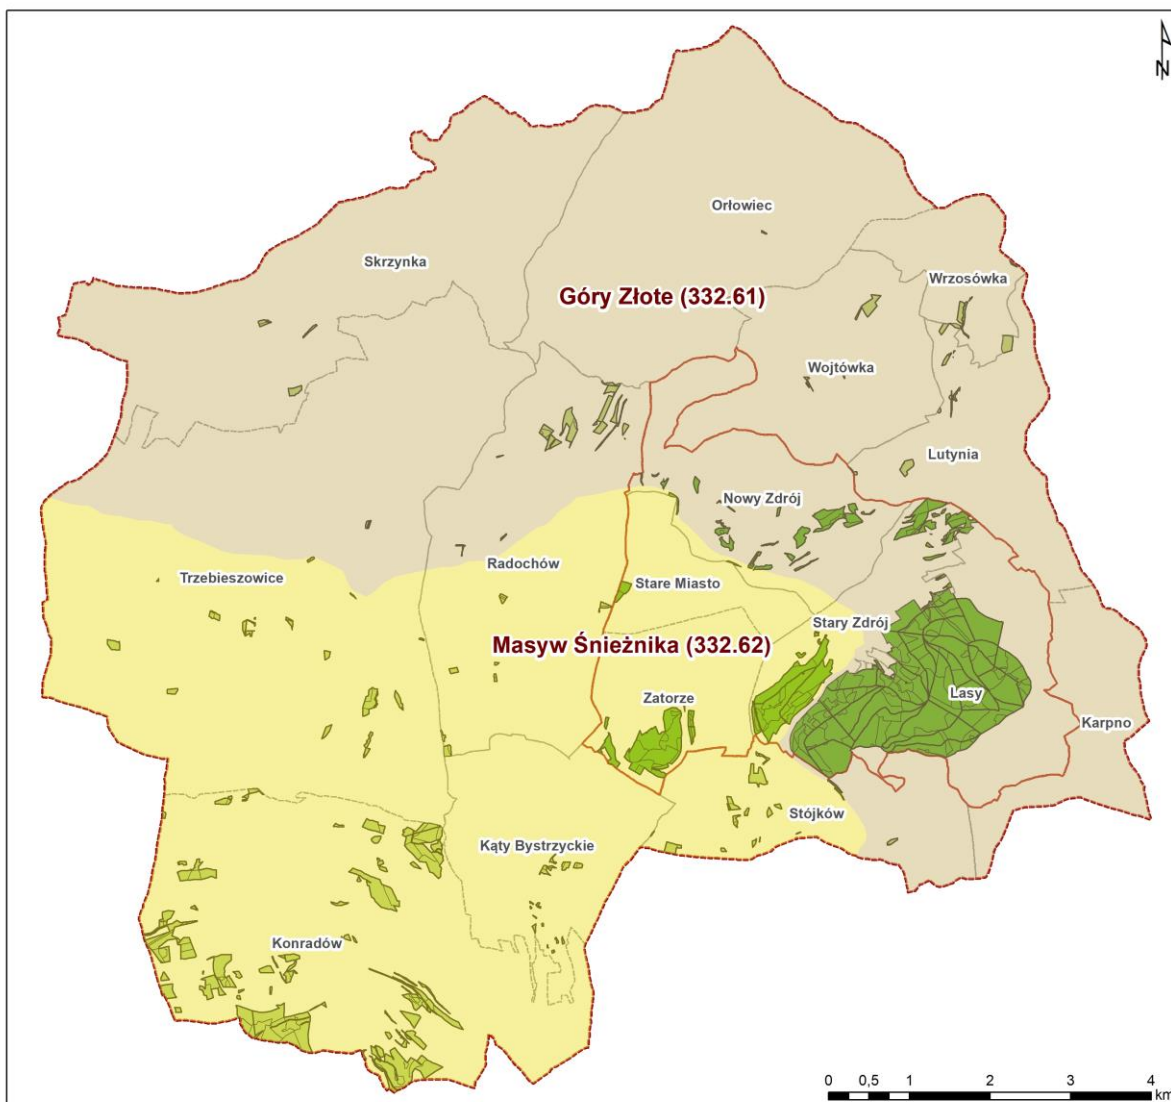 N
Orłowiec
Skrzynka
Wrzosówka
Góry Złote (332.61)
Wojtówka
Lutynia
Nowy Zdrój
Radochów
Trzebieszowice
Stare Miasto
Stary Zdrój
Masyw Śnieżnika (332.62)
Zatorze
Lasy
Karpno
Stójków
Kąty Bystrzyckie
Konradów
0 0,5 1 2 3 4
km